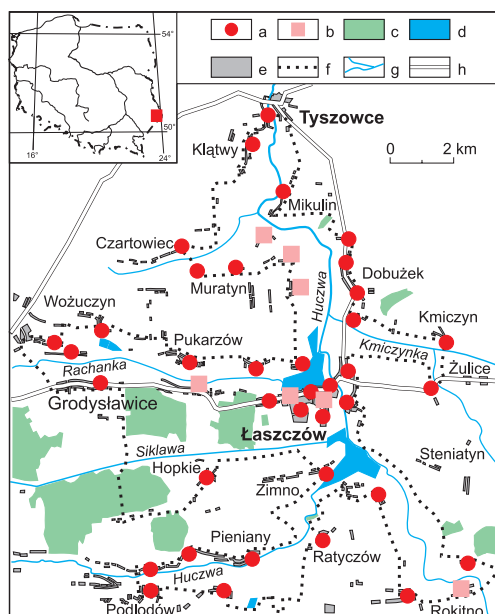 54°
50°
16°
24°
a
b
c
d
e
f
g
h
Tyszowce
Klątwy
0 2 km
Mikulin
Czartowiec
Muratyn
Dobużek
Huczwa
Wożuczyn
Pukarzów
Kmiczyn
Kmiczynka
Rachanka
Żulice
Grodysławice
Łaszczów
Siklawa
Steniatyn
Hopkie
Zimno
Pieniany
Ratyczów
Huczwa
Podlodów
Rokitno